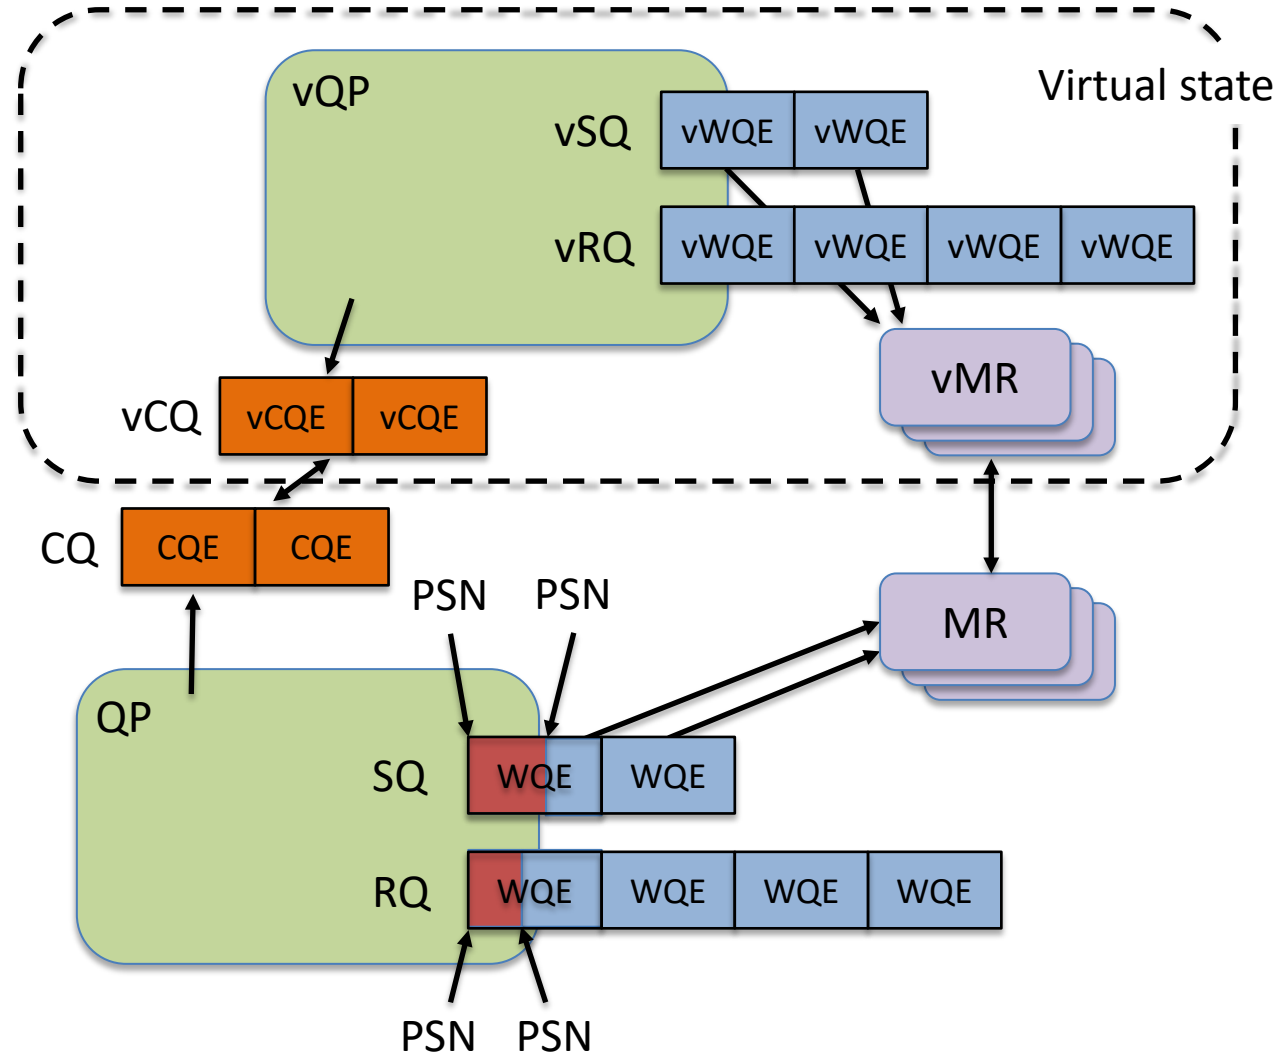 Virtual state
vQP
vSQ vWQE vWQE
vRQ vWQE vWQE vWQE vWQE
vMR
vCQ vCQE vCQE
CQ CQE CQE
PSN PSN
MR
QP
SQ WQE WQE
RQ WQE WQE WQE WQE
PSN PSN